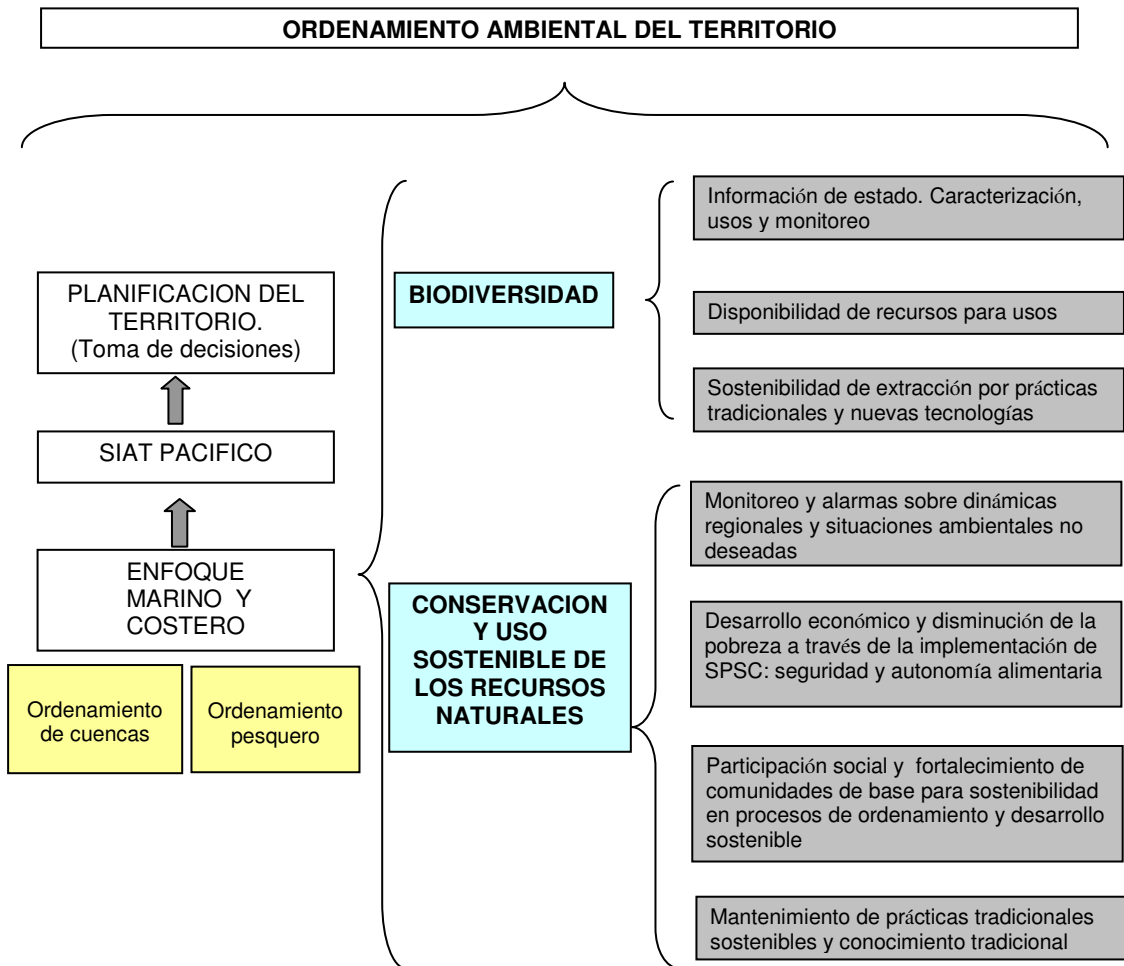 ORDENAMIENTO AMBIENTAL DEL TERRITORIO
PLANIFICACION DEL
TERRITORIO.
(Toma de decisiones)
SIAT PACIFICO
ENFOQUE
MARINO Y
COSTERO
Ordenamiento
de cuencas
Ordenamiento
pesquero
BIODIVERSIDAD
Información de estado. Caracterización,
usos y monitoreo
Disponibilidad de recursos para usos
Sostenibilidad de extracción por prácticas
tradicionales y nuevas tecnologías
CONSERVACION
Y USO
SOSTENIBLE DE
LOS RECURSOS
NATURALES
Monitoreo y alarmas sobre dinámicas
regionales y situaciones ambientales no
deseadas
Desarrollo económico y disminución de la
pobreza a través de la implementación de
SPSC: seguridad y autonomía alimentaria
Participación social y fortalecimiento de
comunidades de base para sostenibilidad
en procesos de ordenamiento y desarrollo
sostenible
Mantenimiento de prácticas tradicionales
sostenibles y conocimiento tradicional